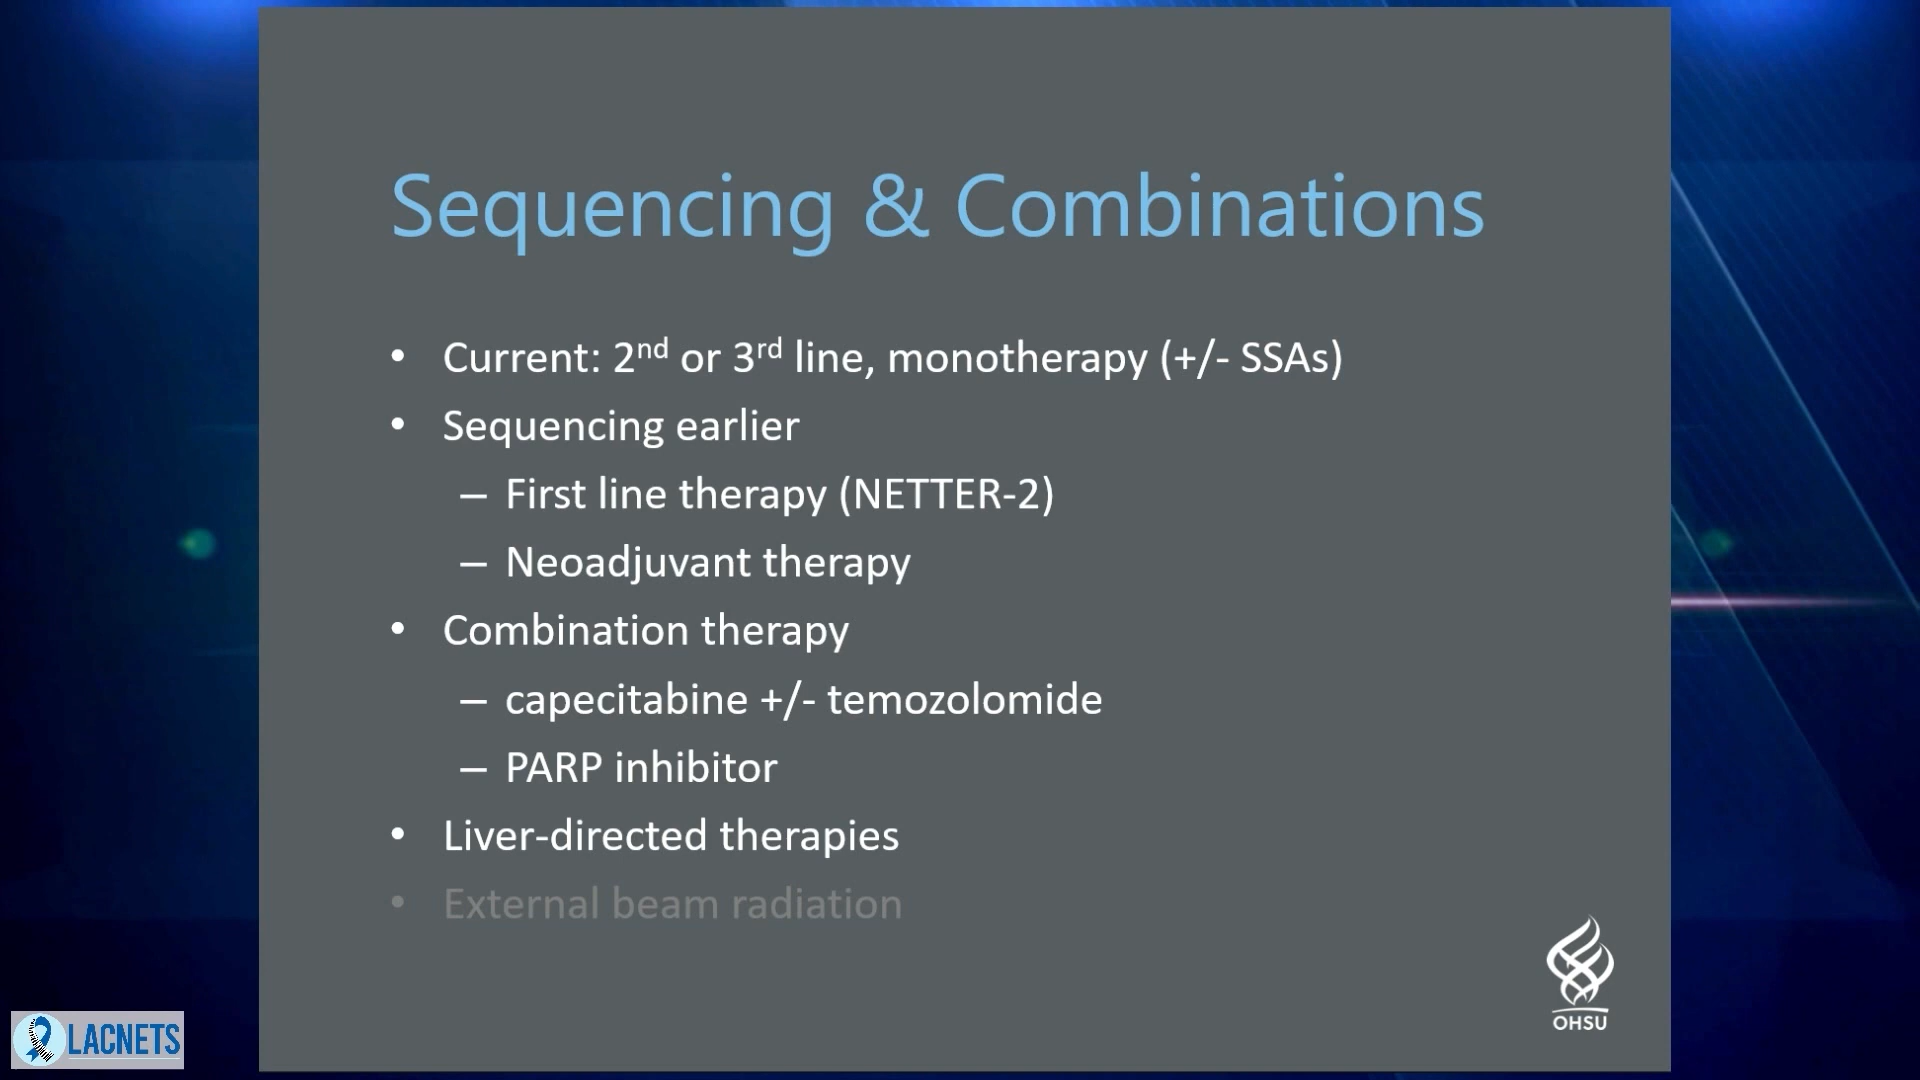 Sequencing & Combinations
• Current: 2nd or 3rd line, monotherapy (+/- SSAs)
• Sequencing earlier
– First line therapy (NETTER-2)
– Neoadjuvant therapy
• Combination therapy
– capecitabine +/- temozolomide
– PARP inhibitor
• Liver-directed therapies
• External beam radiation
OHSU
LACNETS